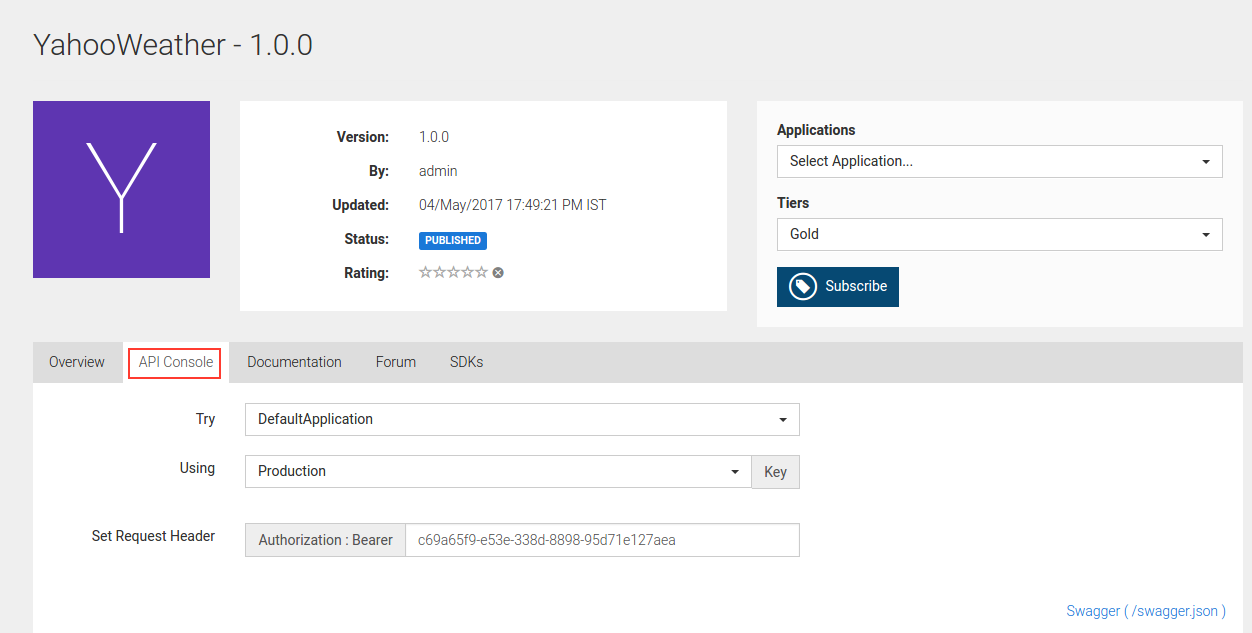 YahooWeather - 1.0.0
Y
Version: 1.0.0
By: admin
Updated: 04/May/2017 17:49:21 PM IST
Status: PUBLISHED
Rating:
Applications
Select Application...
Tiers
Gold
Subscribe
Overview API Console Documentation Forum SDKs
Try DefaultApplication
Using Production Key
Set Request Header Authorization : Bearer c69a65f9-e53e-338d-8898-95d71e127aea
Swagger ( /swagger.json )